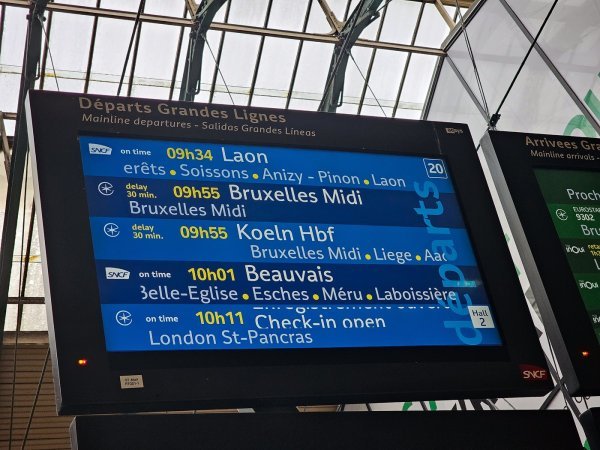 Départs Grandes Lignes
Mainline departures - Salidas Grandes Líneas
SNCF on time 09h34 Laon 20
erêts • Soissons • Anizy - Pinon • Laon
delay 30 min. 09h55 Bruxelles Midi
Bruxelles Midi
delay 30 min. 09h55 Koeln Hbf
Bruxelles Midi • Liege • Aac
SNCF on time 10h01 Beauvais
Belle-Eglise • Esches • Méru • Laboissière
on time 10h11 Check-in open
London St-Pancras
départs
Hall 2
SNCF
Arrivées Gra
Mainline arrivals -
Proch
EUROSTAR
9302
Bru
inOui
inOui